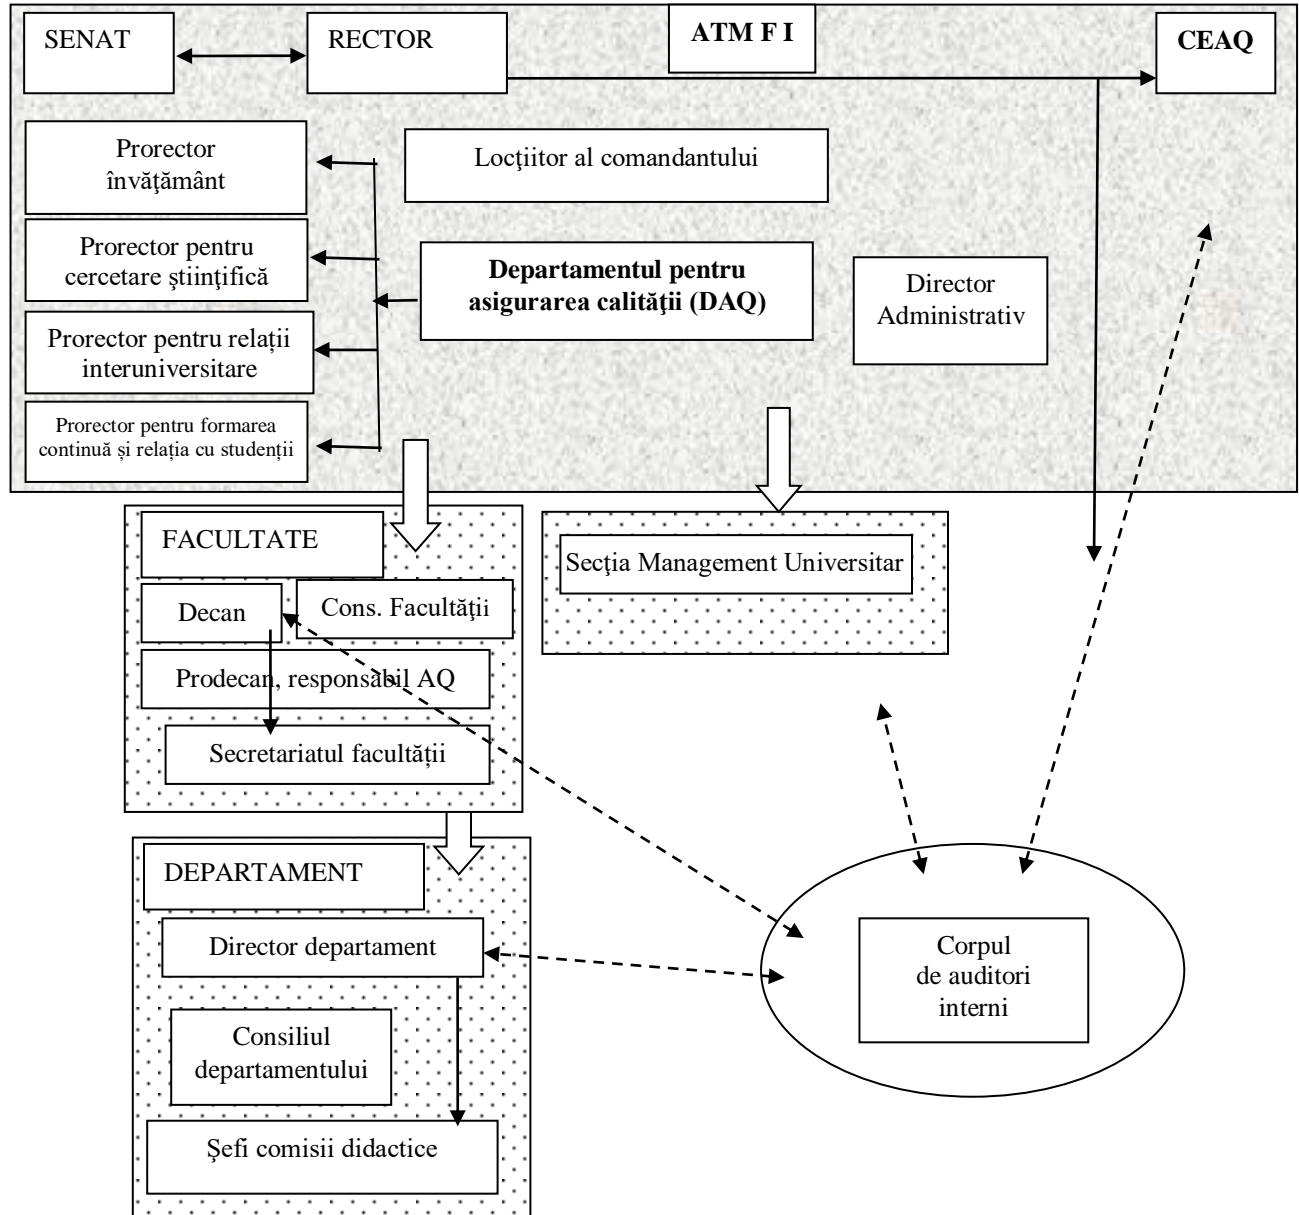 SENAT
RECTOR
ATM F I
CEAQ
Prorector
învăţământ
Locţiitor al comandantului
Prorector pentru
cercetare ştiinţifică
Departamentul pentru
asigurarea calităţii (DAQ)
Director
Administrativ
Prorector pentru relații
interuniversitare
Prorector pentru formarea
continuă și relația cu studenții
FACULTATE
Secţia Management Universitar
Decan
Cons. Facultăţii
Prodecan, responsabil AQ
Secretariatul facultății
DEPARTAMENT
Director departament
Corpul
de auditori
interni
Consiliul
departamentului
Şefi comisii didactice